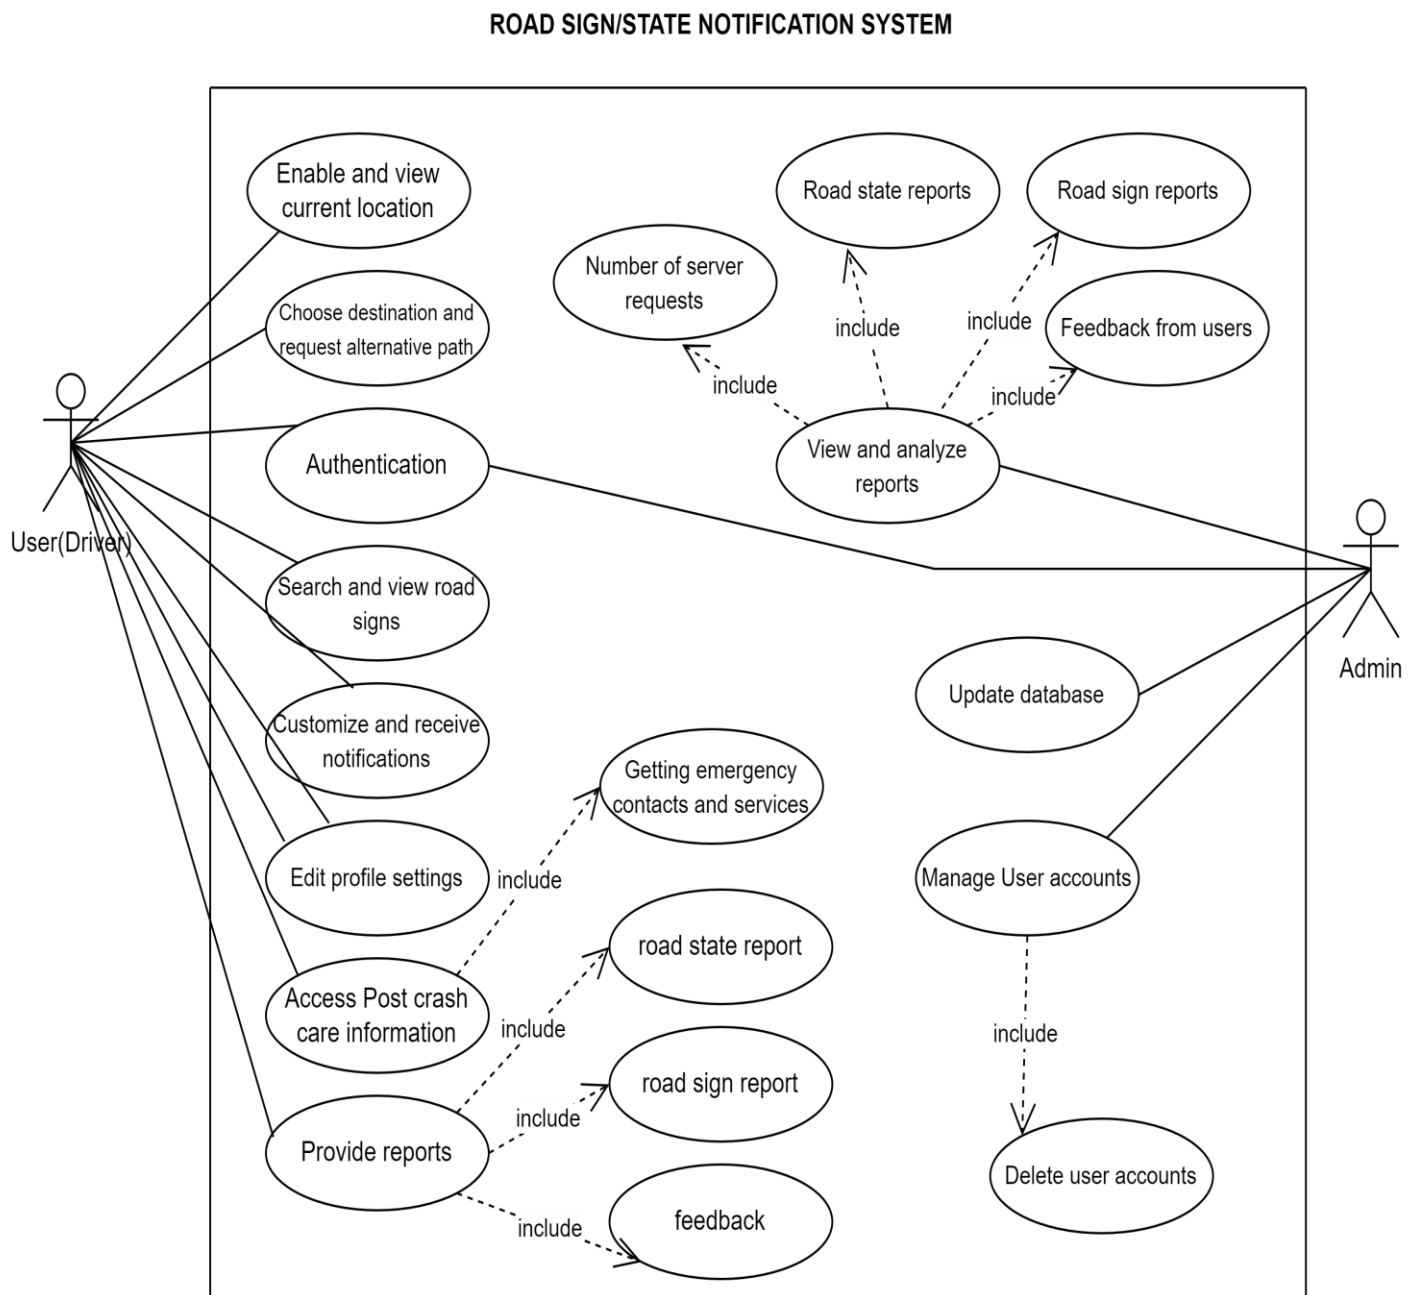 ROAD SIGN/STATE NOTIFICATION SYSTEM
Enable and view
current location
Road state reports
Road sign reports
Number of server
requests
Choose destination and
request alternative path
include
include
Feedback from users
include
include
Authentication
View and analyze
reports
User(Driver)
Search and view road
signs
Admin
Update database
Customize and receive
notifications
Getting emergency
contacts and services
Edit profile settings
include
Manage User accounts
road state report
Access Post crash
care information
include
include
road sign report
include
Provide reports
Delete user accounts
feedback
include